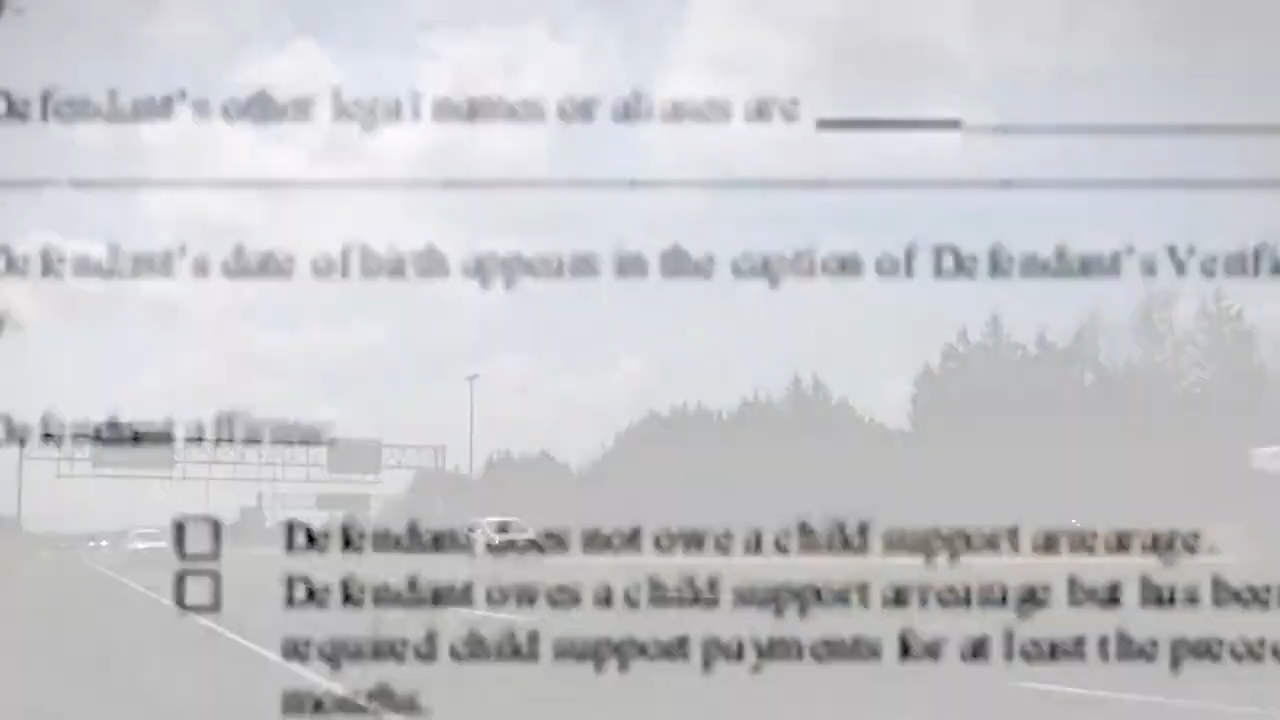 Defendant's other legal names or aliases are
Defendant's date of birth appears in the caption of Defendant's Verifi
Defendant affirms
Defendant does not owe a child support arrearage.
Defendant owes a child support arrearage but has been
required child support payments for at least the prece
months.